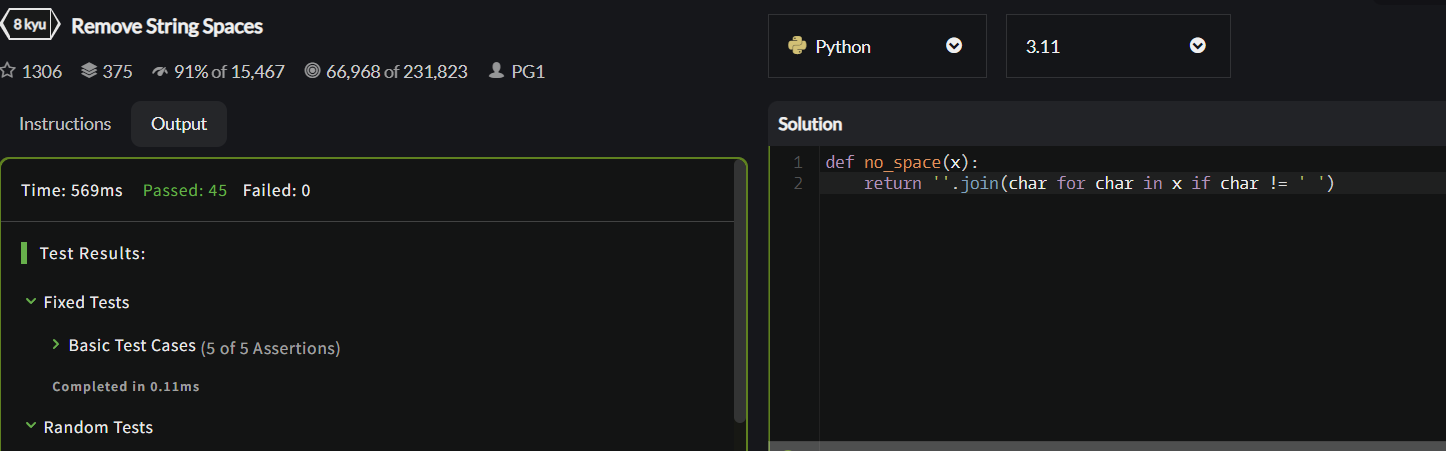 8 kyu Remove String Spaces
1306 375 91% of 15,467 66,968 of 231,823 PG1
Instructions Output
Time: 569ms Passed: 45 Failed: 0
Test Results:
Fixed Tests
Basic Test Cases (5 of 5 Assertions)
Completed in 0.11ms
Random Tests
Python 3.11
Solution
1 def no_space(x):
2     return ''.join(char for char in x if char != ' ')